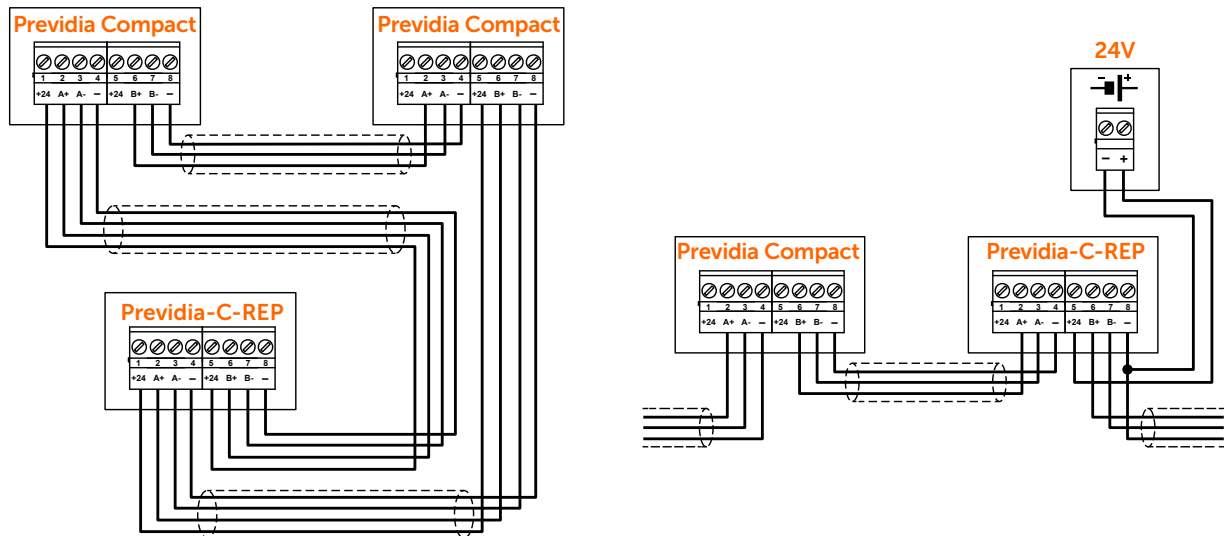 Previdia Compact
1 2 3 4 5 6 7 8
+24 A+ A- – +24 B+ B- –
Previdia Compact
1 2 3 4 5 6 7 8
+24 A+ A- – +24 B+ B- –
Previdia-C-REP
1 2 3 4 5 6 7 8
+24 A+ A- – +24 B+ B- –
24V
- +
– +
Previdia Compact
1 2 3 4 5 6 7 8
+24 A+ A- – +24 B+ B- –
Previdia-C-REP
1 2 3 4 5 6 7 8
+24 A+ A- – +24 B+ B- –